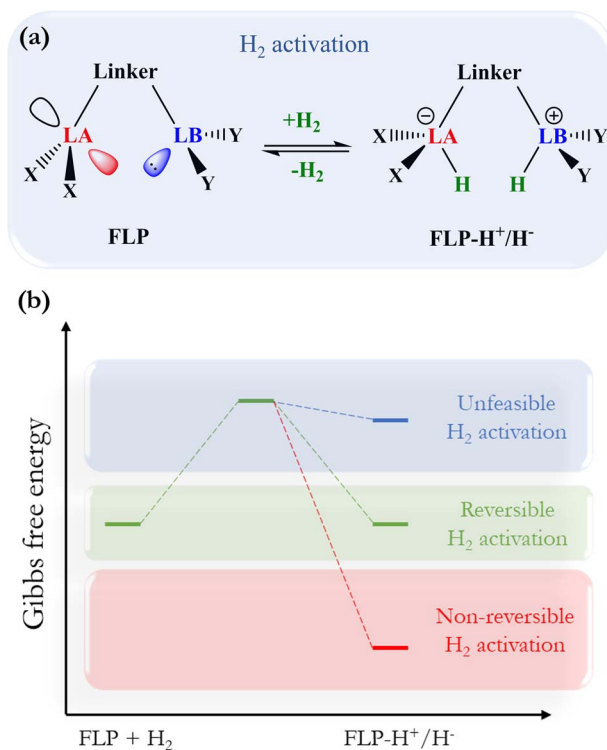 (a)
H₂ activation
Linker
LA
X
X
LB
Y
Y
FLP
+H₂
-H₂
Linker
⊖
LA
X
X
H
⊕
LB
Y
Y
H
FLP-H⁺/H⁻
(b)
Gibbs free energy
Unfeasible
H₂ activation
Reversible
H₂ activation
Non-reversible
H₂ activation
FLP + H₂
FLP-H⁺/H⁻